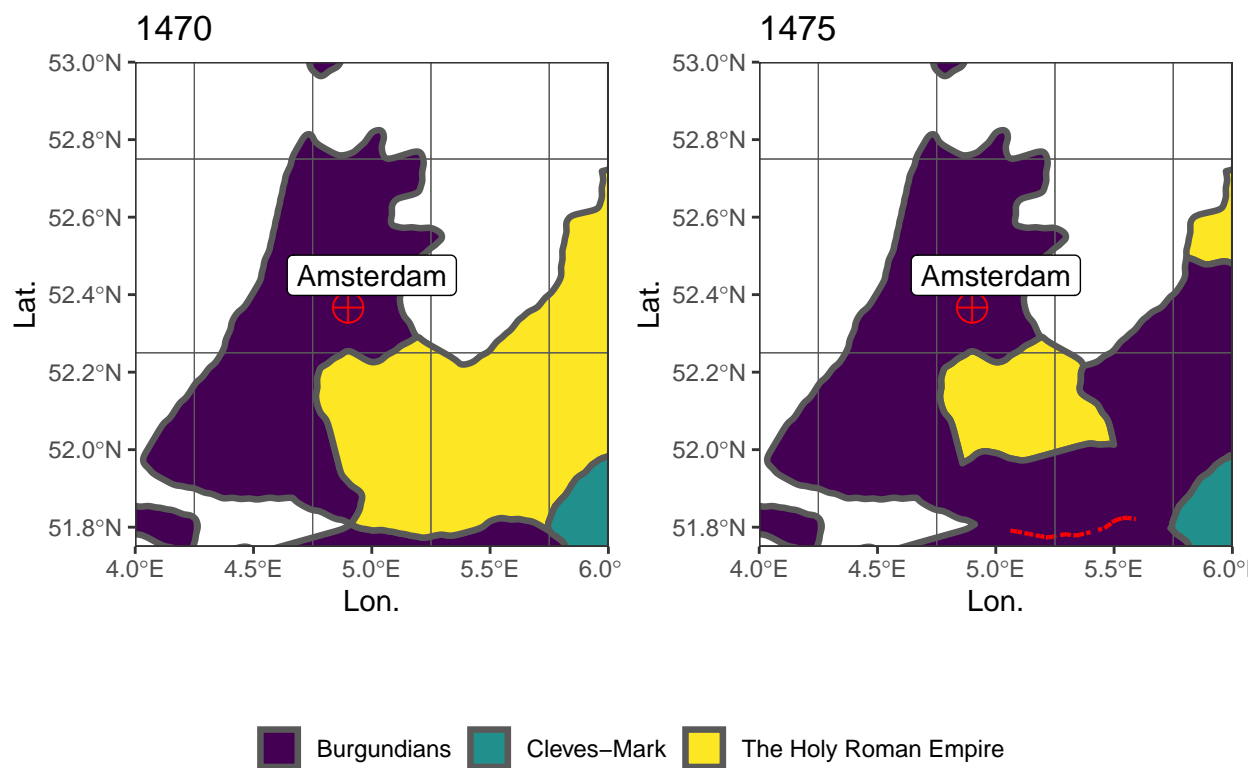 1470
53.0°N
52.8°N
52.6°N
52.4°N
52.2°N
52.0°N
51.8°N
Lat.
Amsterdam
4.0°E 4.5°E 5.0°E 5.5°E 6.0°
Lon.
1475
53.0°N
52.8°N
52.6°N
52.4°N
52.2°N
52.0°N
51.8°N
Lat.
Amsterdam
4.0°E 4.5°E 5.0°E 5.5°E 6.0°E
Lon.
Burgundians Cleves−Mark The Holy Roman Empire